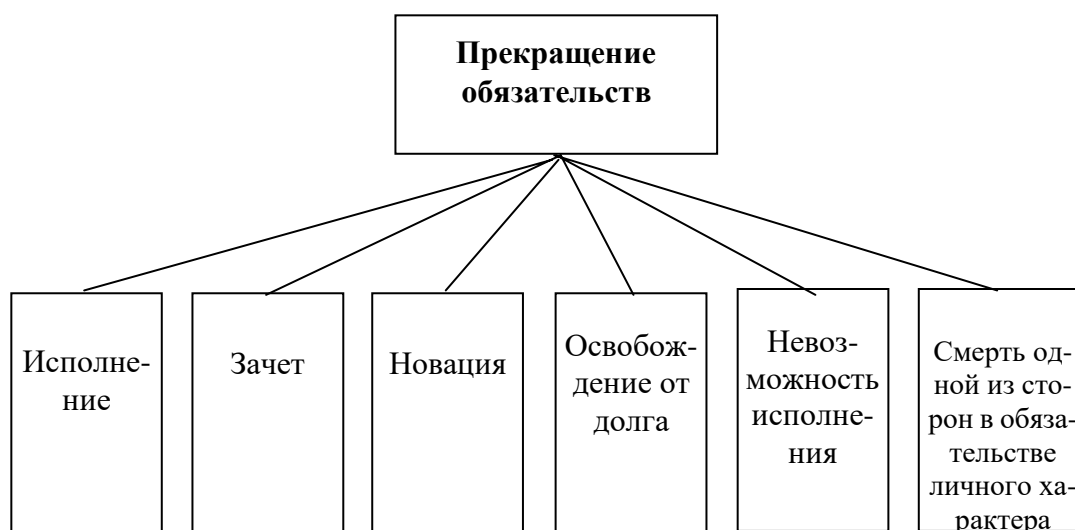 Прекращение
обязательств
Исполне-
ние
Зачет
Новация
Освобож-
дение от
долга
Невоз-
можность
исполне-
ния
Смерть од-
ной из сто-
рон в обяза-
тельстве
личного ха-
рактера